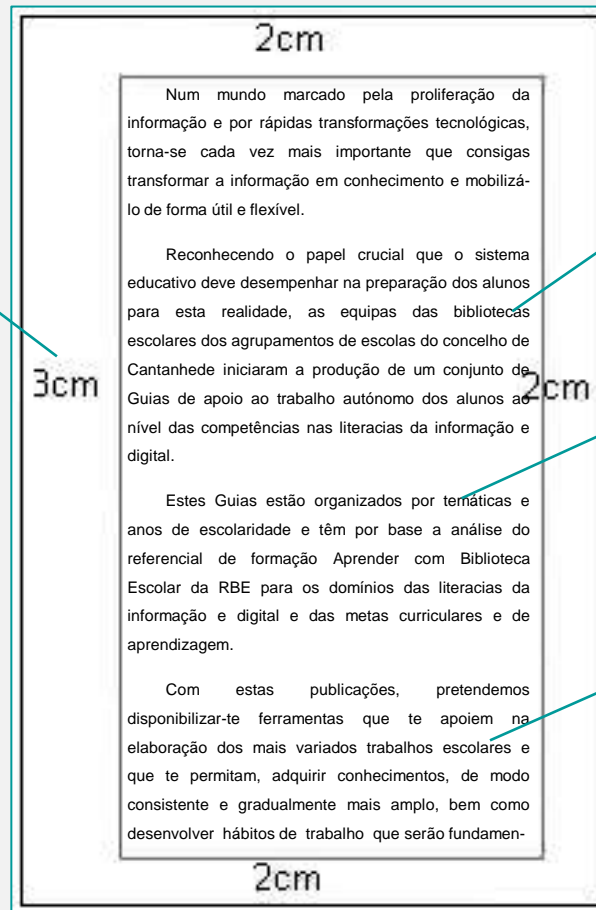 2cm
Num mundo marcado pela proliferação da
informação e por rápidas transformações tecnológicas,
torna-se cada vez mais importante que consigas
transformar a informação em conhecimento e mobilizá-
lo de forma útil e flexível.
Reconhecendo o papel crucial que o sistema
educativo deve desempenhar na preparação dos alunos
para esta realidade, as equipas das bibliotecas
escolares dos agrupamentos de escolas do concelho de
Cantanhede iniciaram a produção de um conjunto de
3cm
2cm
Guias de apoio ao trabalho autónomo dos alunos ao
nível das competências nas literacias da informação e
digital.
Estes Guias estão organizados por temáticas e
anos de escolaridade e têm por base a análise do
referencial de formação Aprender com Biblioteca
Escolar da RBE para os domínios das literacias da
informação e digital e das metas curriculares e de
aprendizagem.
Com estas publicações, pretendemos
disponibilizar-te ferramentas que te apoiem na
elaboração dos mais variados trabalhos escolares e
que te permitam, adquirir conhecimentos, de modo
consistente e gradualmente mais amplo, bem como
desenvolver hábitos de trabalho que serão fundamen-
2cm